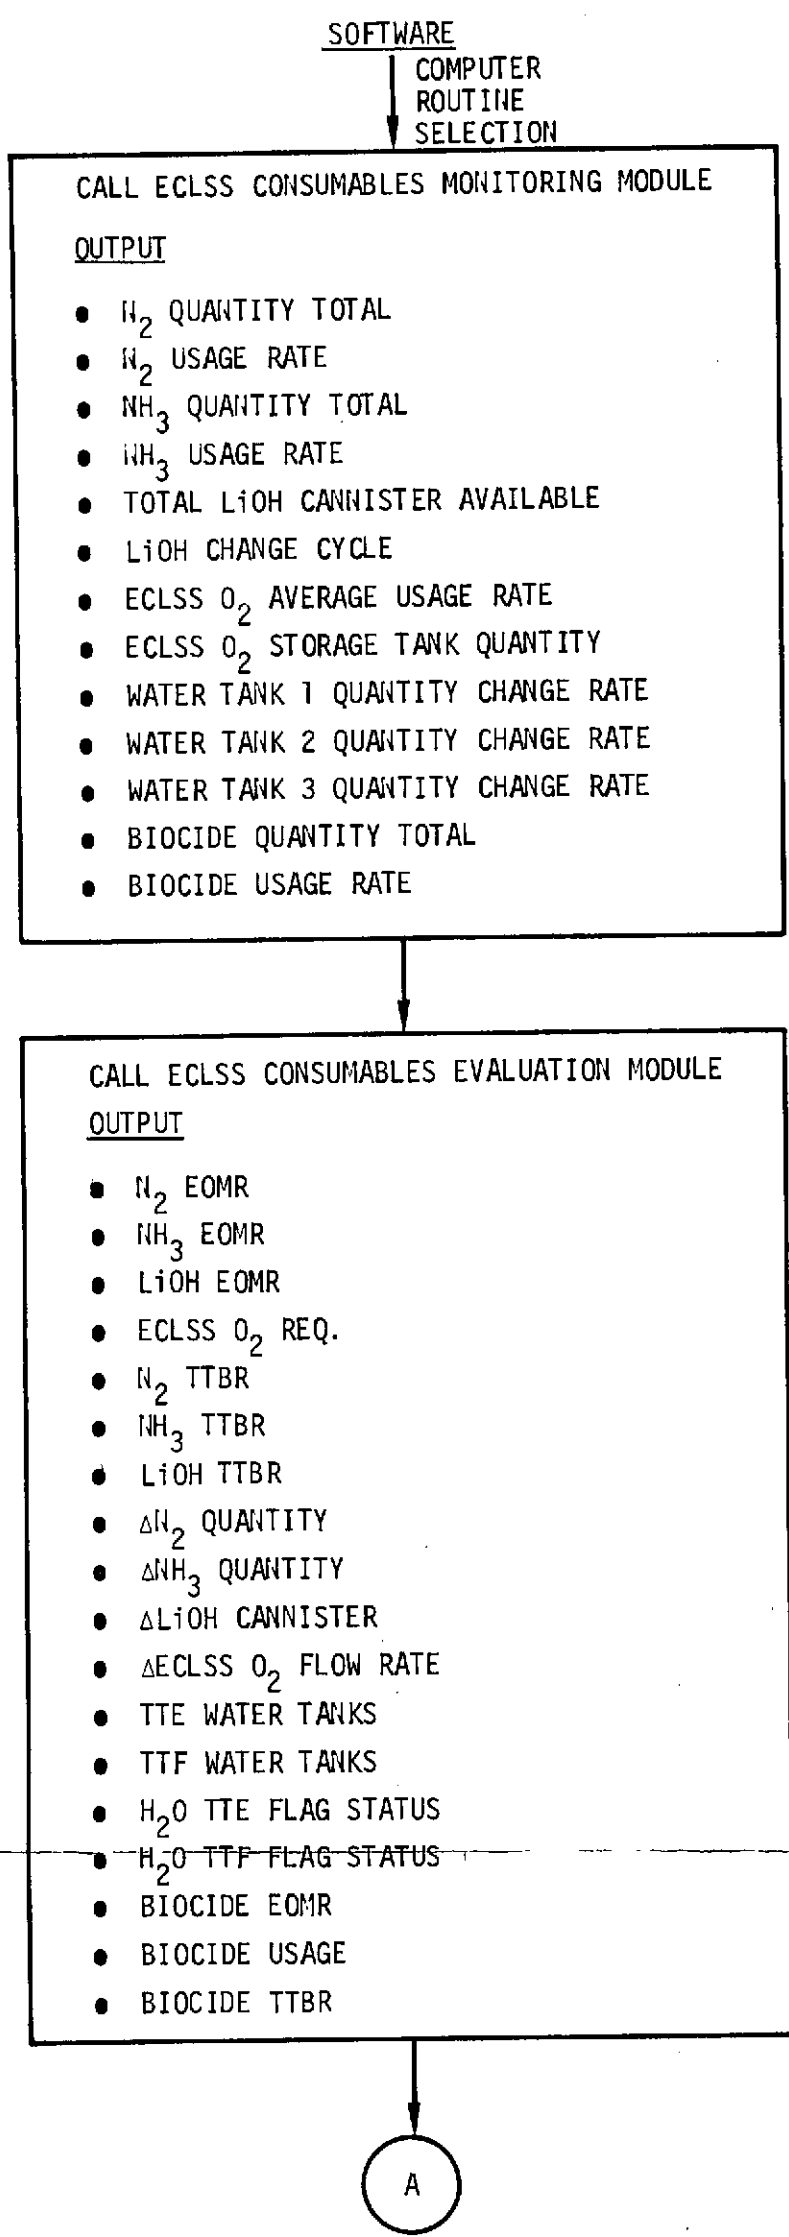 SOFTWARE
COMPUTER
ROUTINE
SELECTION
CALL ECLSS CONSUMABLES MONITORING MODULE
OUTPUT
● N₂ QUANTITY TOTAL
● N₂ USAGE RATE
● NH₃ QUANTITY TOTAL
● NH₃ USAGE RATE
● TOTAL LiOH CANNISTER AVAILABLE
● LiOH CHANGE CYCLE
● ECLSS O₂ AVERAGE USAGE RATE
● ECLSS O₂ STORAGE TANK QUANTITY
● WATER TANK 1 QUANTITY CHANGE RATE
● WATER TANK 2 QUANTITY CHANGE RATE
● WATER TANK 3 QUANTITY CHANGE RATE
● BIOCIDE QUANTITY TOTAL
● BIOCIDE USAGE RATE
CALL ECLSS CONSUMABLES EVALUATION MODULE
OUTPUT
● N₂ EOMR
● NH₃ EOMR
● LiOH EOMR
● ECLSS O₂ REQ.
● N₂ TTBR
● NH₃ TTBR
● LiOH TTBR
● ΔN₂ QUANTITY
● ΔNH₃ QUANTITY
● ΔLiOH CANNISTER
● ΔECLSS O₂ FLOW RATE
● TTE WATER TANKS
● TTF WATER TANKS
● H₂O TTE FLAG STATUS
● H₂O TTF FLAG STATUS
● BIOCIDE EOMR
● BIOCIDE USAGE
● BIOCIDE TTBR
A